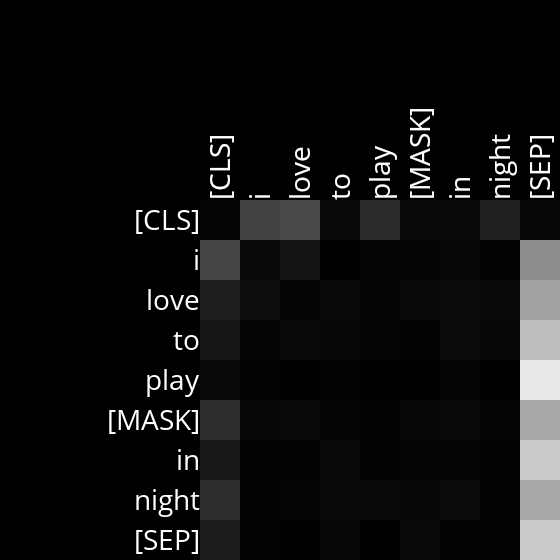 [CLS] i love to play [MASK] in night [SEP]
[CLS]
i
love
to
play
[MASK]
in
night
[SEP]